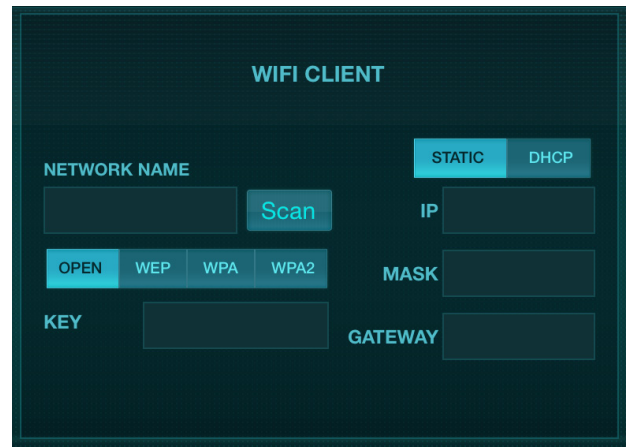 WIFI CLIENT
STATIC DHCP
NETWORK NAME
Scan
IP
OPEN WEP WPA WPA2
MASK
KEY
GATEWAY